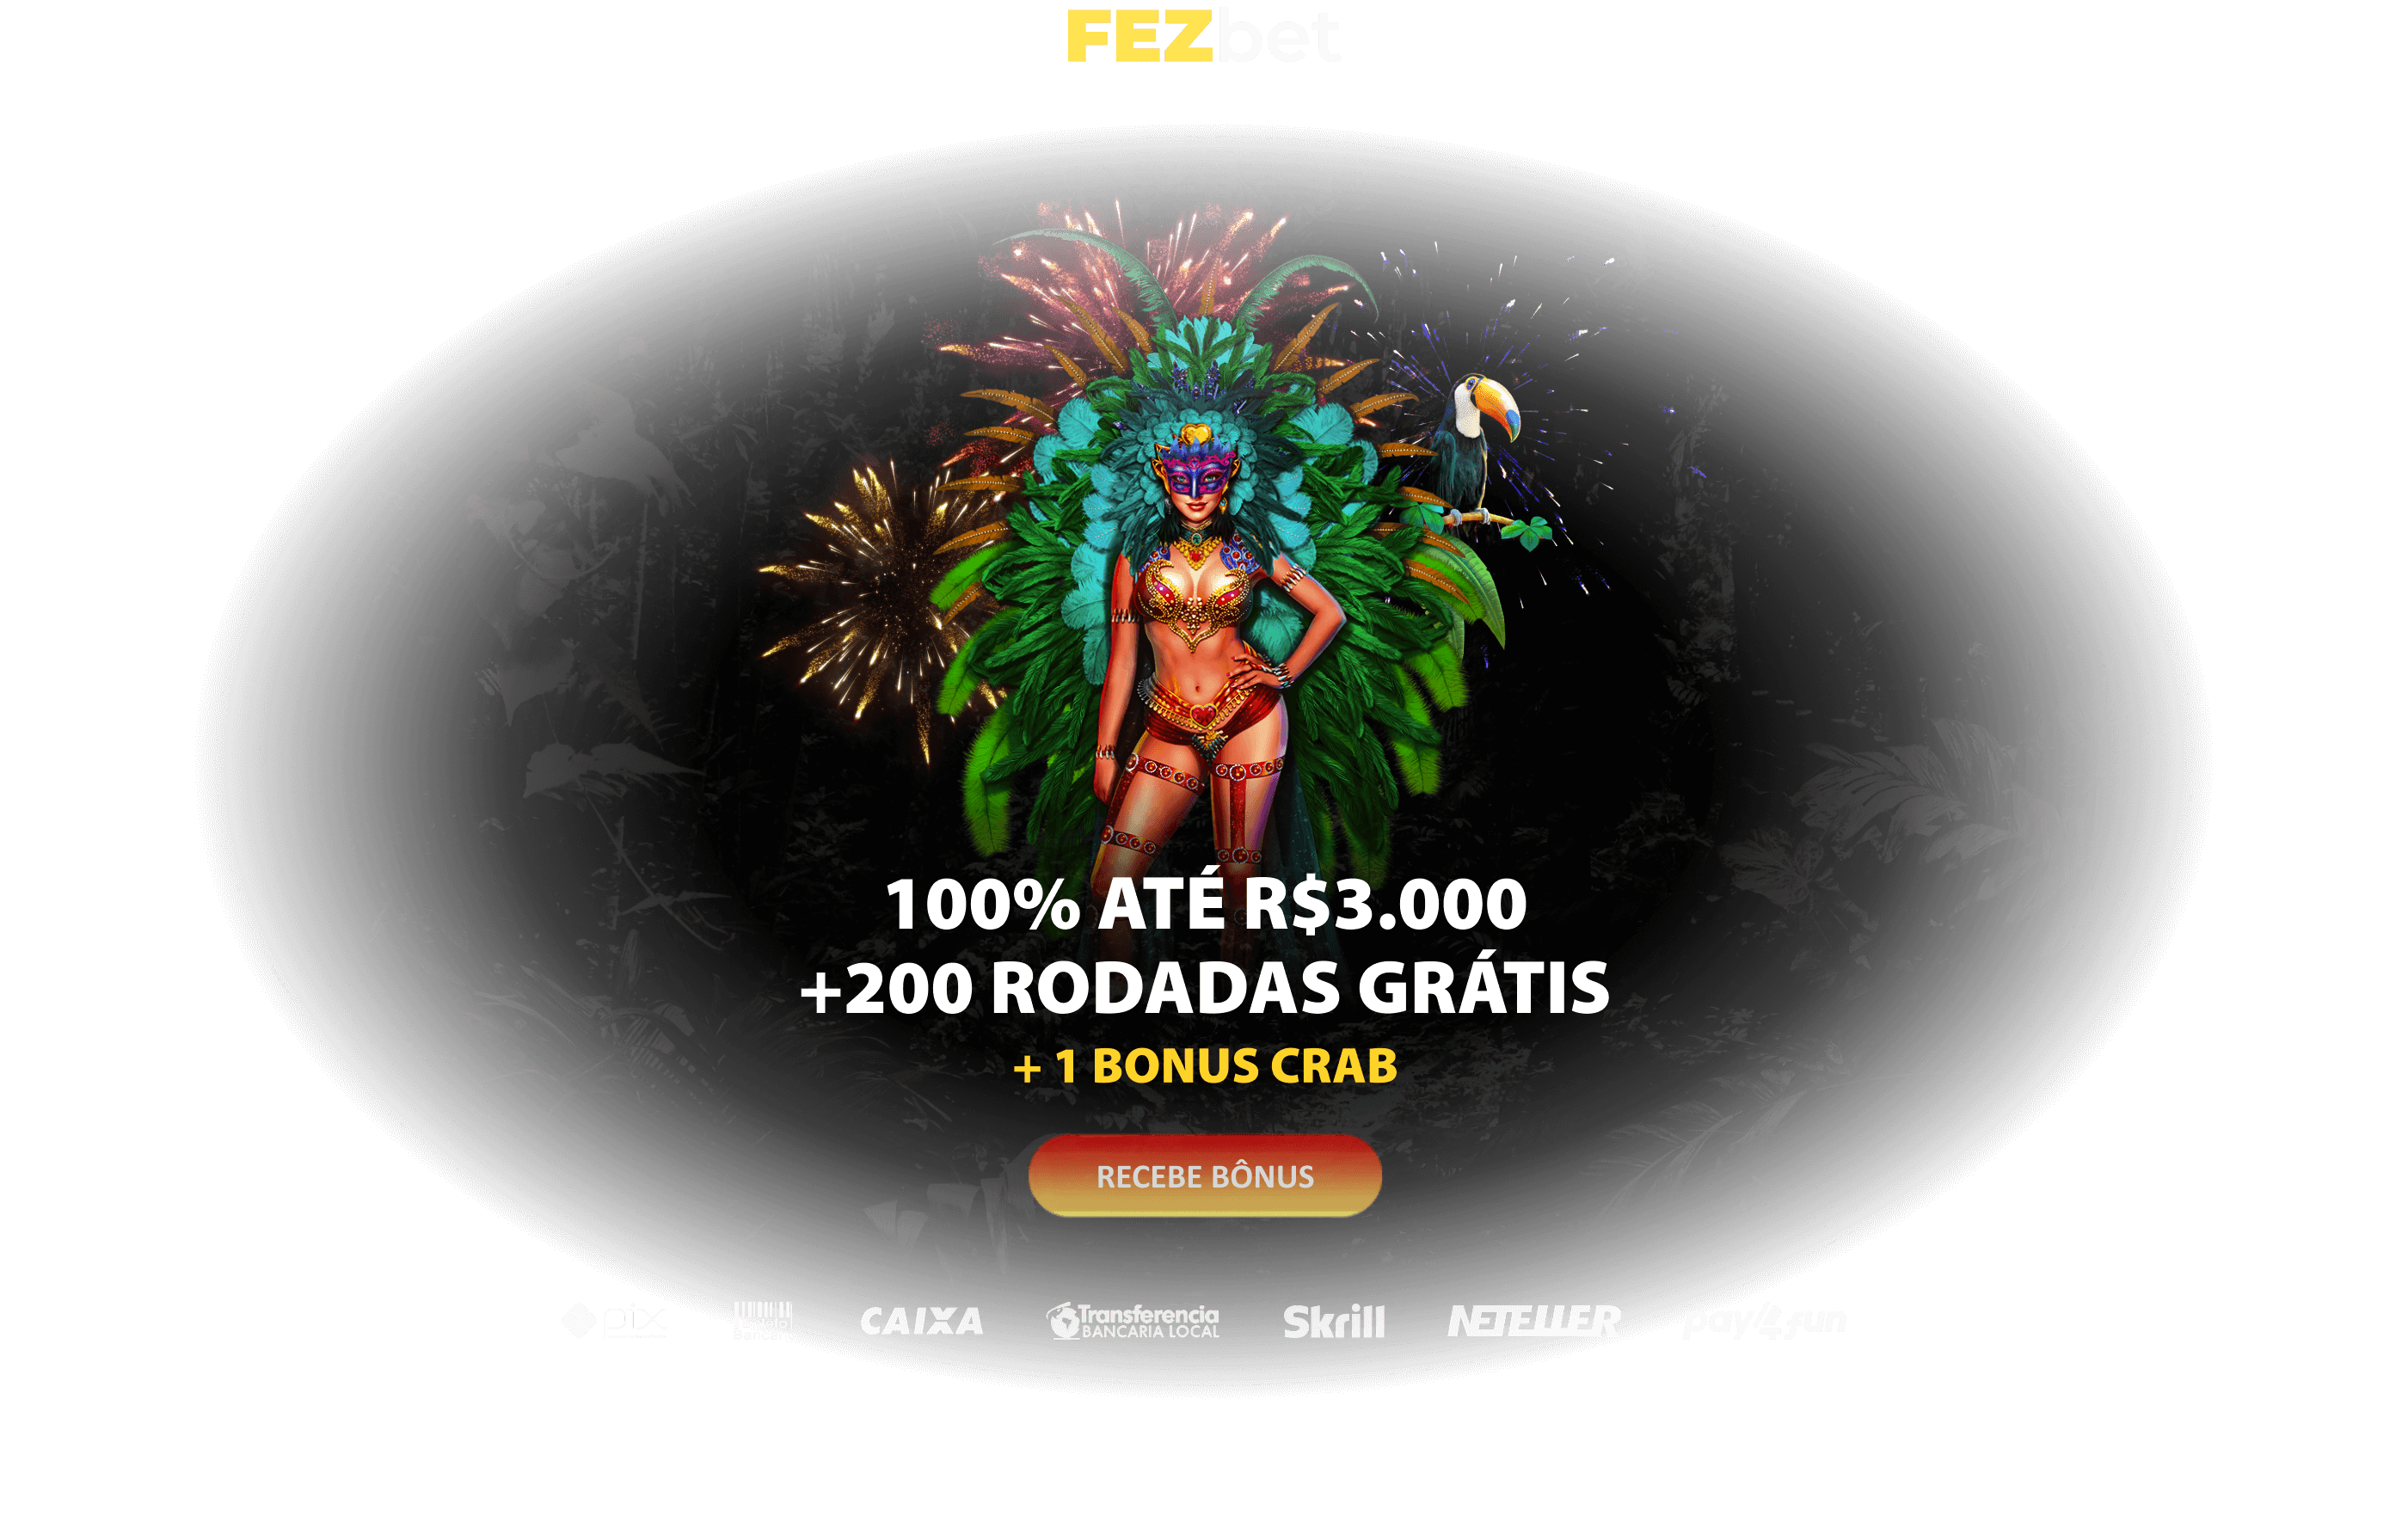 FEZbet
100% ATÉ R$3.000
+200 RODADAS GRÁTIS
+ 1 BONUS CRAB
RECEBE BÔNUS
pix
CAIXA
Transferencia
BANCARIA LOCAL
Skrill
NETELLER
pay4fun